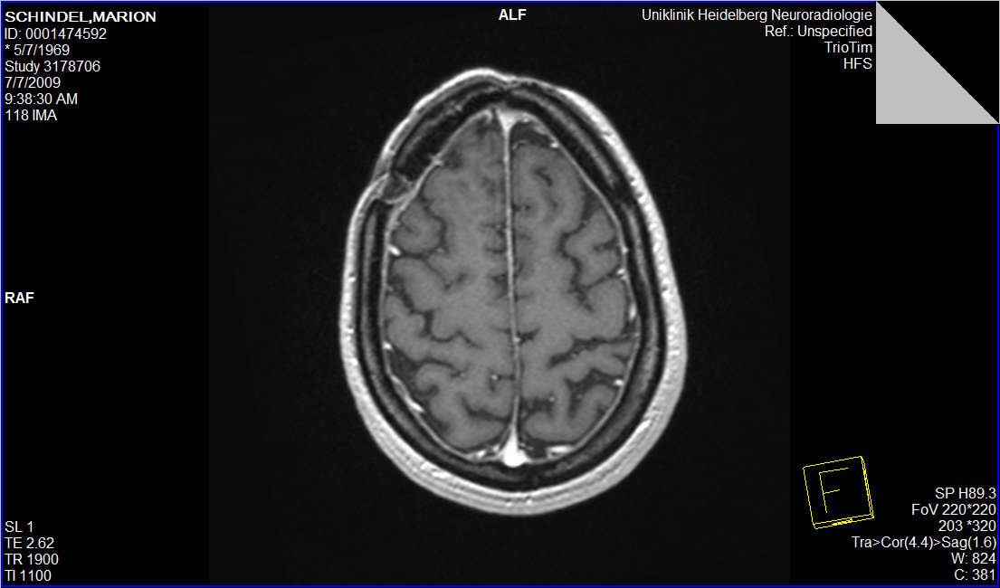 SCHINDEL,MARION
ID: 0001474592
* 5/7/1969
Study 3178706
7/7/2009
9:38:30 AM
118 IMA
ALF
Uniklinik Heidelberg Neuroradiologie
Ref.: Unspecified
TrioTim
HFS
RAF
F
SL 1
TE 2.62
TR 1900
TI 1100
SP H89.3
FoV 220*220
203 *320
Tra>Cor(4.4)>Sag(1.6)
W: 824
C: 381